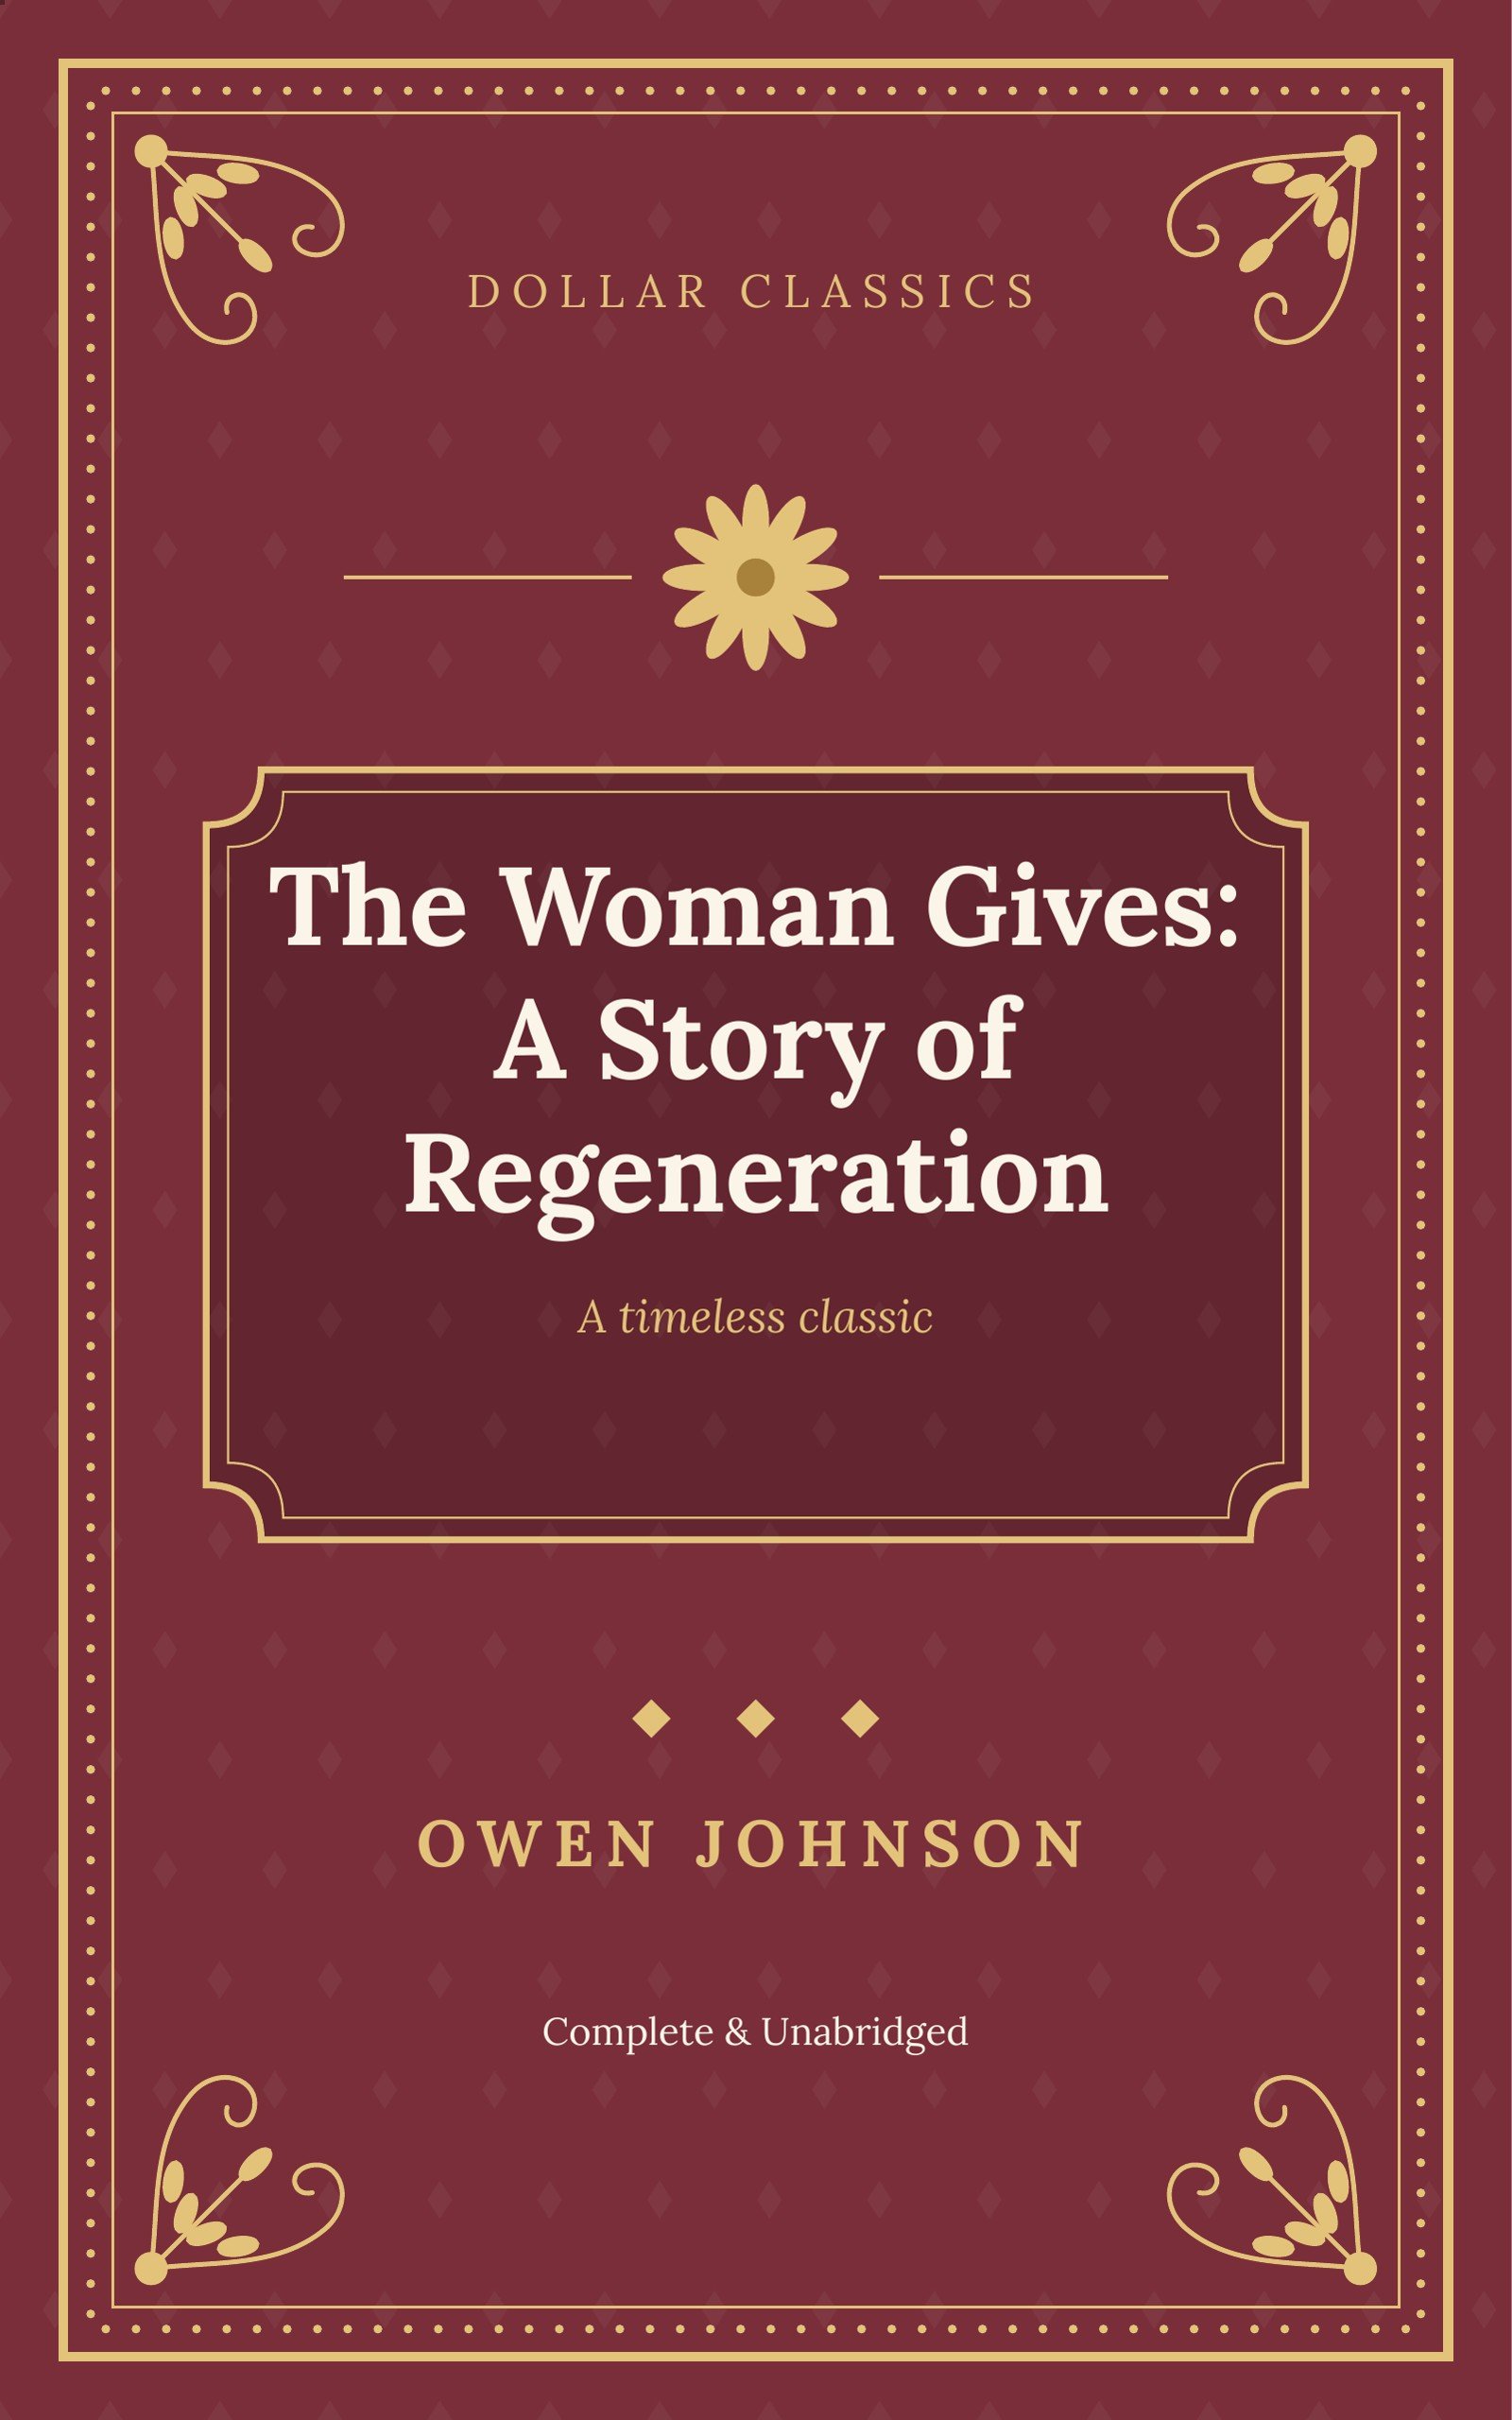 DOLLAR CLASSICS
The Woman Gives:
A Story of
Regeneration
A timeless classic
OWEN JOHNSON
Complete & Unabridged